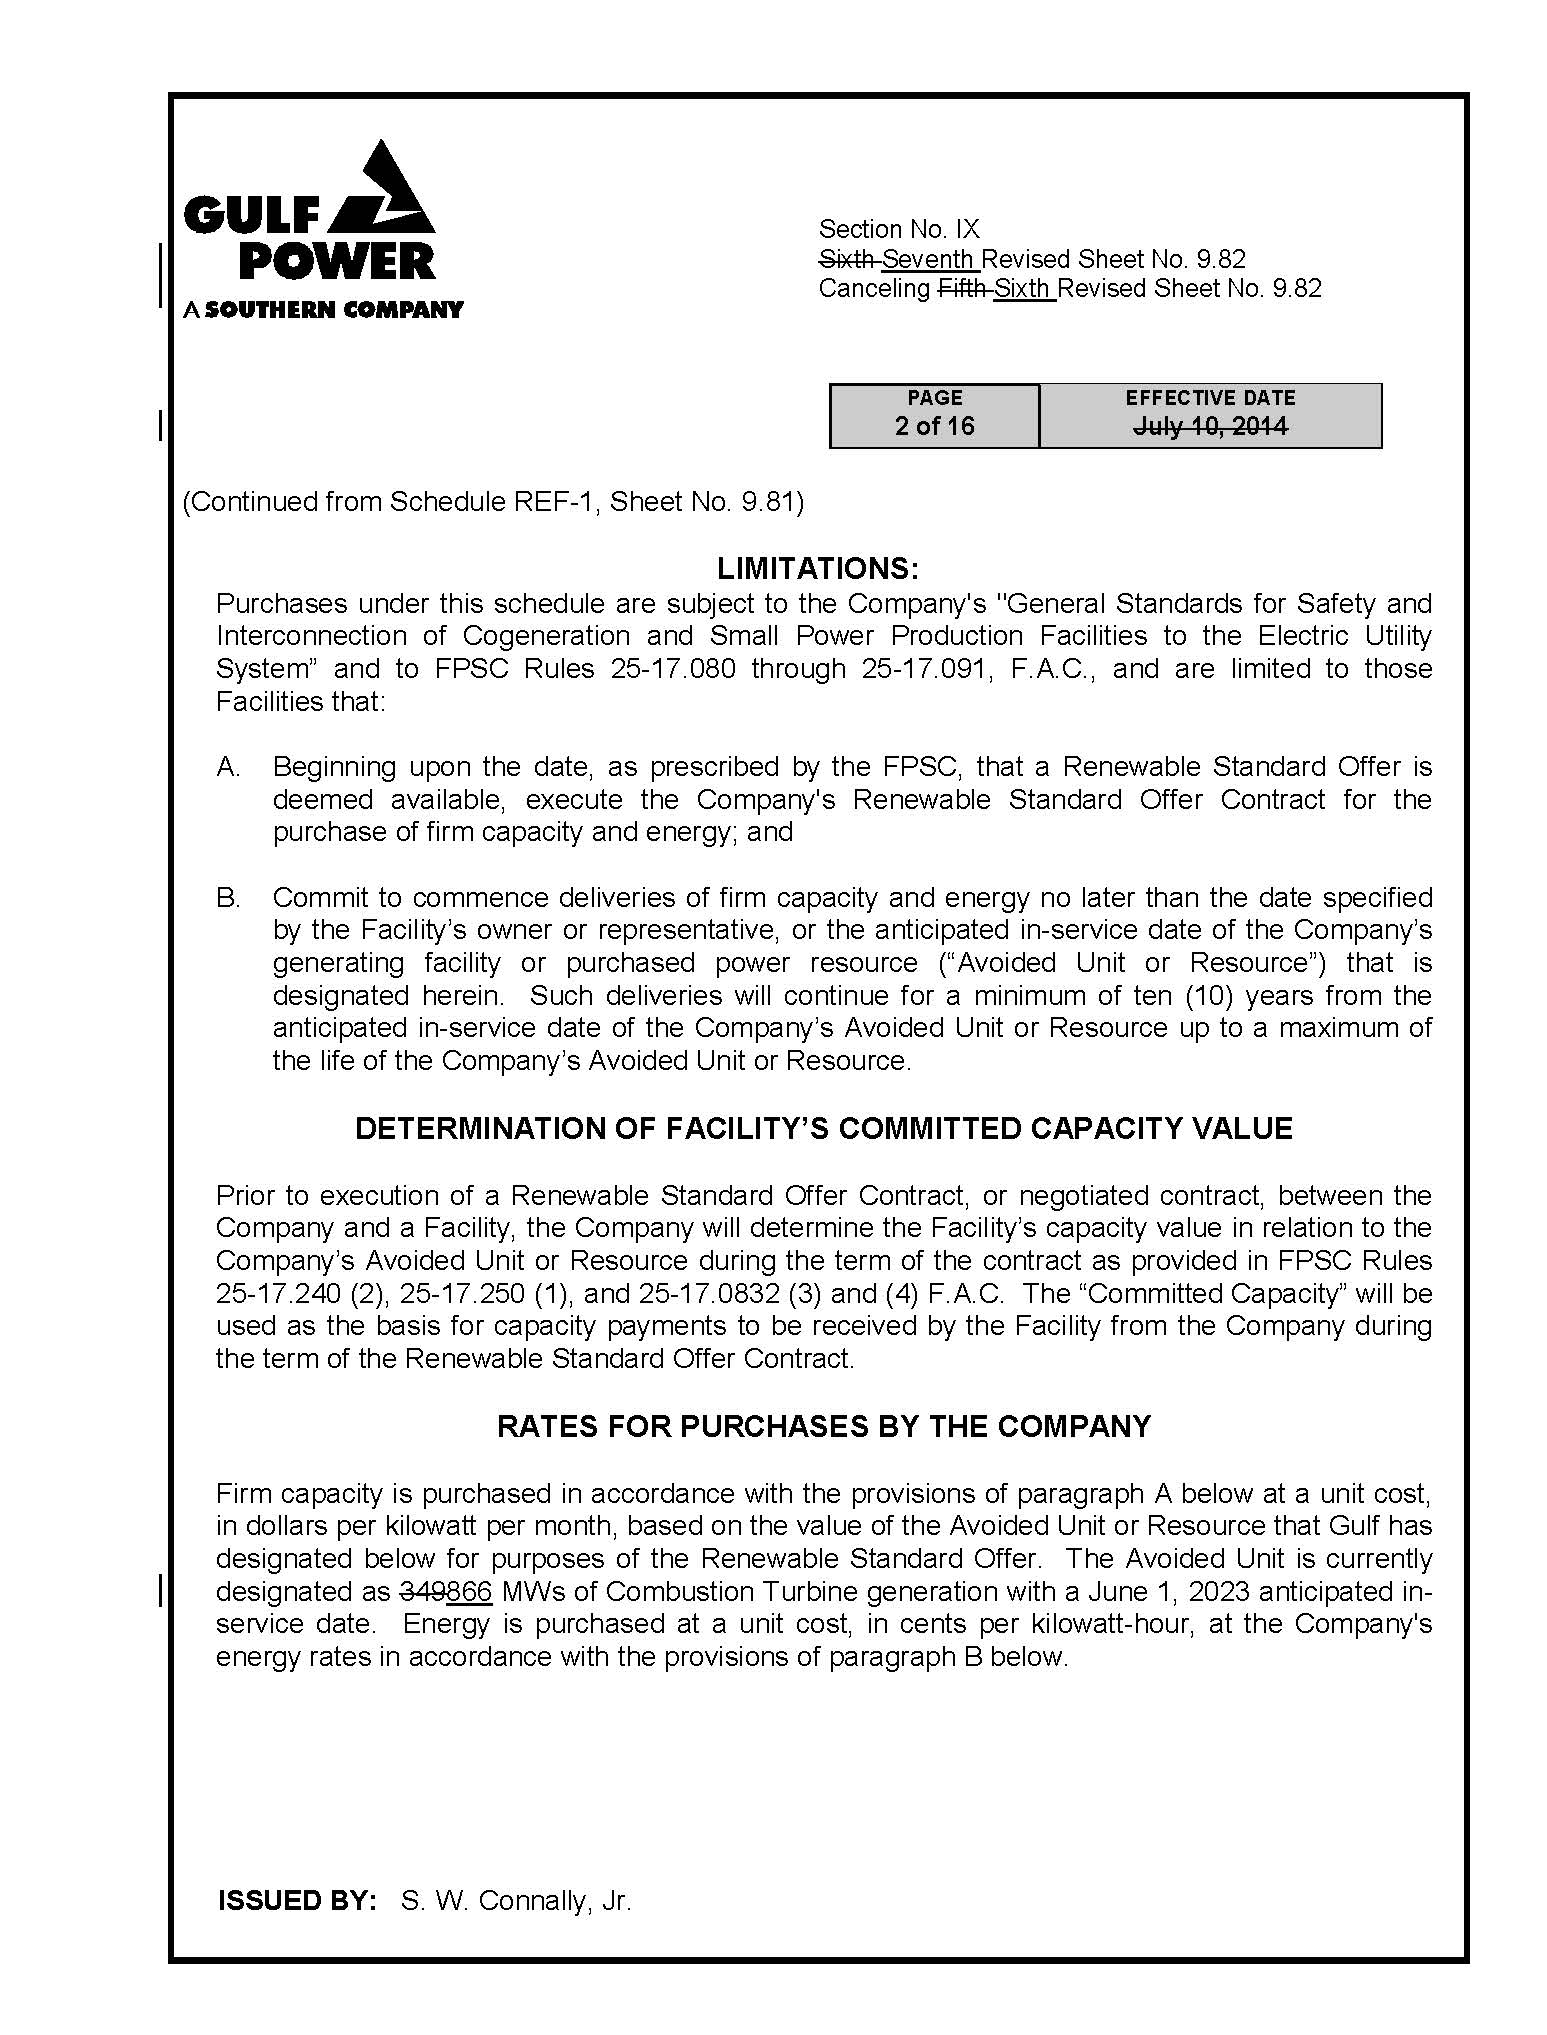 GULF
POWER
A SOUTHERN COMPANY
Section No. IX
Sixth Seventh Revised Sheet No. 9.82
Canceling Fifth Sixth Revised Sheet No. 9.82
PAGE EFFECTIVE DATE
2 of 16 July 10, 2014
(Continued from Schedule REF-1, Sheet No. 9.81)
LIMITATIONS:
Purchases under this schedule are subject to the Company's "General Standards for Safety and
Interconnection of Cogeneration and Small Power Production Facilities to the Electric Utility
System” and to FPSC Rules 25-17.080 through 25-17.091, F.A.C., and are limited to those
Facilities that:
A. Beginning upon the date, as prescribed by the FPSC, that a Renewable Standard Offer is
deemed available, execute the Company's Renewable Standard Offer Contract for the
purchase of firm capacity and energy; and
B. Commit to commence deliveries of firm capacity and energy no later than the date specified
by the Facility’s owner or representative, or the anticipated in-service date of the Company’s
generating facility or purchased power resource (“Avoided Unit or Resource”) that is
designated herein. Such deliveries will continue for a minimum of ten (10) years from the
anticipated in-service date of the Company’s Avoided Unit or Resource up to a maximum of
the life of the Company’s Avoided Unit or Resource.
DETERMINATION OF FACILITY’S COMMITTED CAPACITY VALUE
Prior to execution of a Renewable Standard Offer Contract, or negotiated contract, between the
Company and a Facility, the Company will determine the Facility’s capacity value in relation to the
Company’s Avoided Unit or Resource during the term of the contract as provided in FPSC Rules
25-17.240 (2), 25-17.250 (1), and 25-17.0832 (3) and (4) F.A.C. The “Committed Capacity” will be
used as the basis for capacity payments to be received by the Facility from the Company during
the term of the Renewable Standard Offer Contract.
RATES FOR PURCHASES BY THE COMPANY
Firm capacity is purchased in accordance with the provisions of paragraph A below at a unit cost,
in dollars per kilowatt per month, based on the value of the Avoided Unit or Resource that Gulf has
designated below for purposes of the Renewable Standard Offer. The Avoided Unit is currently
designated as 349866 MWs of Combustion Turbine generation with a June 1, 2023 anticipated in-
service date. Energy is purchased at a unit cost, in cents per kilowatt-hour, at the Company's
energy rates in accordance with the provisions of paragraph B below.
ISSUED BY: S. W. Connally, Jr.